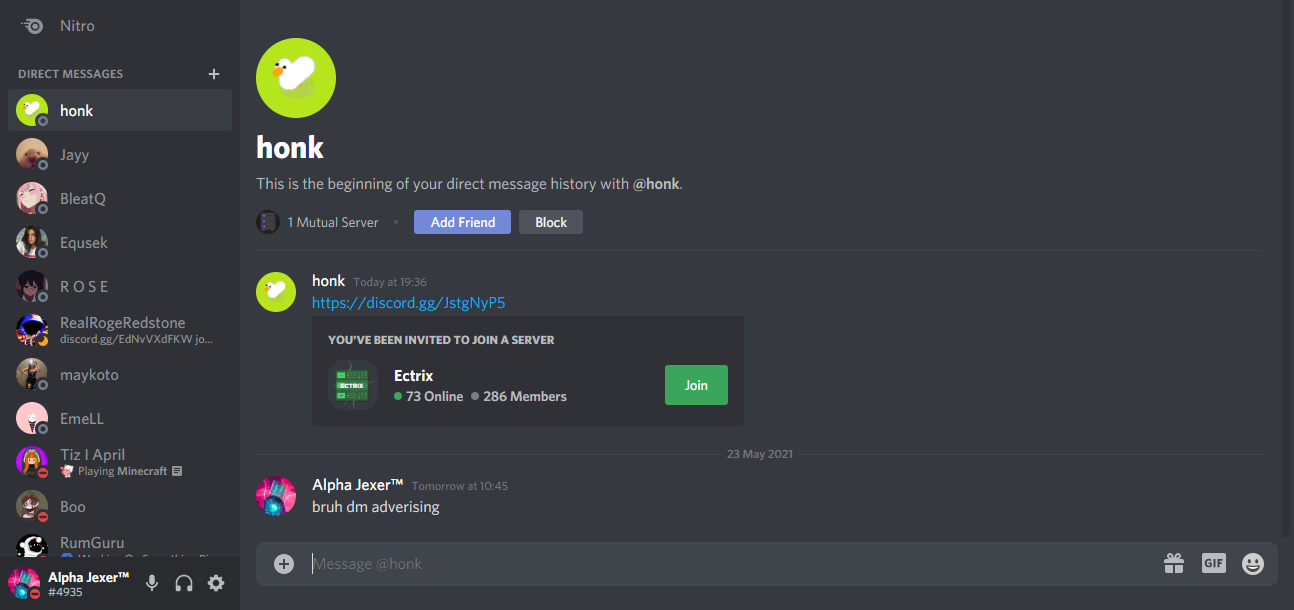 Nitro
DIRECT MESSAGES
honk
Jayy
BleatQ
Equsek
R O S E
RealRogeRedstone
discord.gg/EdNvVXdFKW jo...
maykoto
EmeLL
Tiz I April
Playing Minecraft
Boo
RumGuru
Alpha Jexer™
#4935
honk
This is the beginning of your direct message history with @honk.
1 Mutual Server
Add Friend
Block
honk Today at 19:36
https://discord.gg/JstgNyP5
YOU'VE BEEN INVITED TO JOIN A SERVER
ECTRIX
Ectrix
73 Online 286 Members
Join
23 May 2021
Alpha Jexer™ Tomorrow at 10:45
bruh dm adverising
Message @honk
GIF